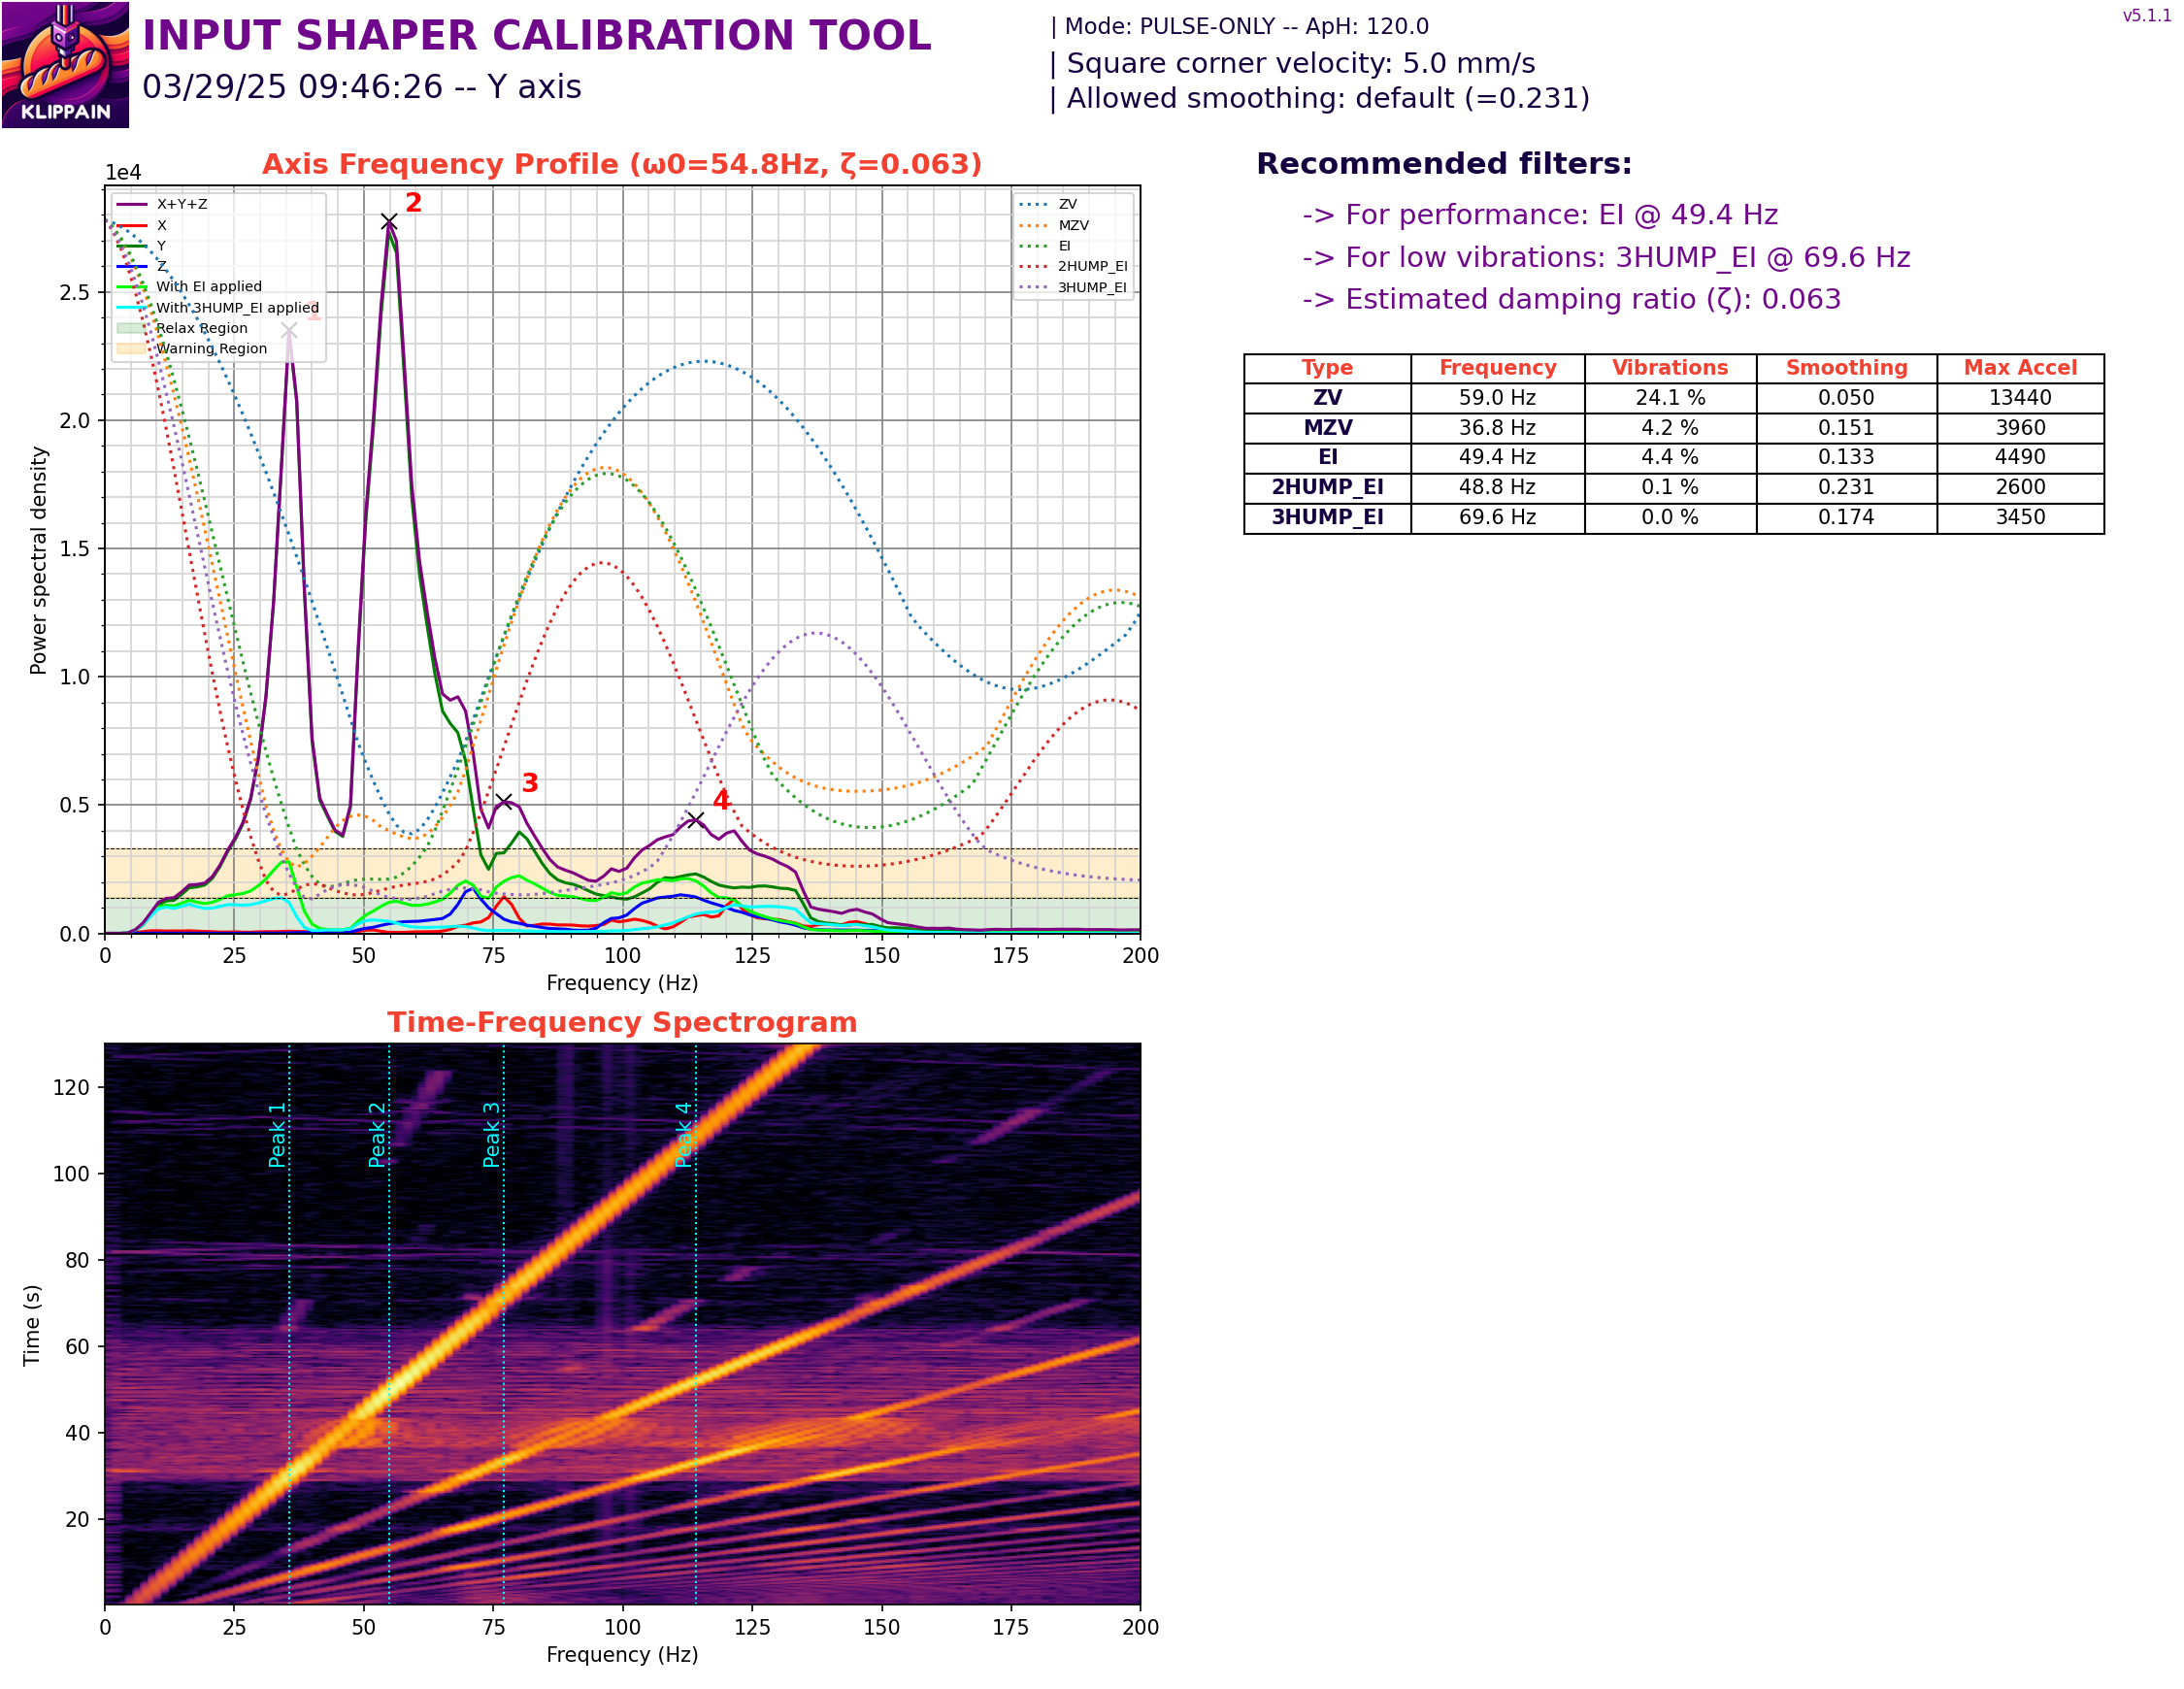 INPUT SHAPER CALIBRATION TOOL
03/29/25 09:46:26 -- Y axis
KLIPPAIN
| Mode: PULSE-ONLY -- ApH: 120.0
| Square corner velocity: 5.0 mm/s
| Allowed smoothing: default (=0.231)
v5.1.1
Axis Frequency Profile (ω0=54.8Hz, ζ=0.063)
1e4
X+Y+Z
X
Y
Z
With EI applied
With 3HUMP_EI applied
Relax Region
Warning Region
ZV
MZV
EI
2HUMP_EI
3HUMP_EI
1
2
3
4
Power spectral density
2.5
2.0
1.5
1.0
0.5
0.0
0 25 50 75 100 125 150 175 200
Frequency (Hz)
Recommended filters:
-> For performance: EI @ 49.4 Hz
-> For low vibrations: 3HUMP_EI @ 69.6 Hz
-> Estimated damping ratio (ζ): 0.063
Type Frequency Vibrations Smoothing Max Accel
ZV 59.0 Hz 24.1 % 0.050 13440
MZV 36.8 Hz 4.2 % 0.151 3960
EI 49.4 Hz 4.4 % 0.133 4490
2HUMP_EI 48.8 Hz 0.1 % 0.231 2600
3HUMP_EI 69.6 Hz 0.0 % 0.174 3450
Time-Frequency Spectrogram
Time (s)
120
100
80
60
40
20
Peak 1
Peak 2
Peak 3
Peak 4
0 25 50 75 100 125 150 175 200
Frequency (Hz)